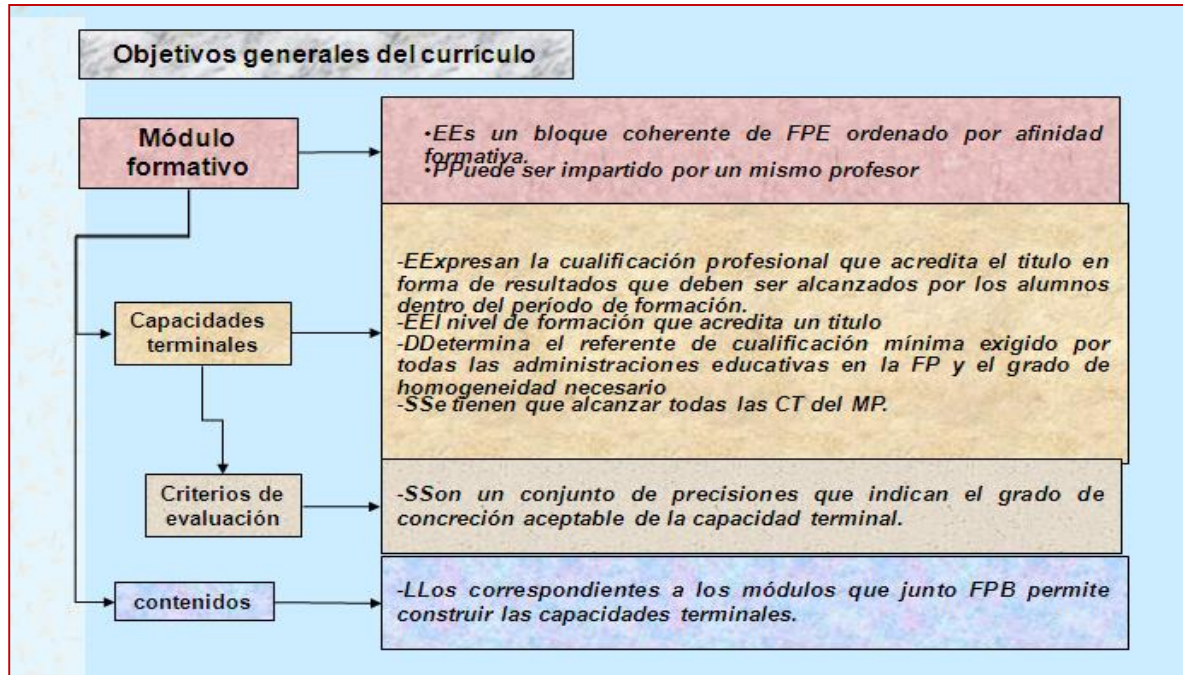 Objetivos generales del currículo
Módulo
formativo
•EEs un bloque coherente de FPE ordenado por afinidad
formativa.
•PPuede ser impartido por un mismo profesor
Capacidades
terminales
-EExpresan la cualificación profesional que acredita el titulo en
forma de resultados que deben ser alcanzados por los alumnos
dentro del período de formación.
-EEl nivel de formación que acredita un titulo
-DDetermina el referente de cualificación mínima exigido por
todas las administraciones educativas en la FP y el grado de
homogeneidad necesario
-SSe tienen que alcanzar todas las CT del MP.
Criterios de
evaluación
-SSon un conjunto de precisiones que indican el grado de
concreción aceptable de la capacidad terminal.
contenidos
-LLos correspondientes a los módulos que junto FPB permite
construir las capacidades terminales.